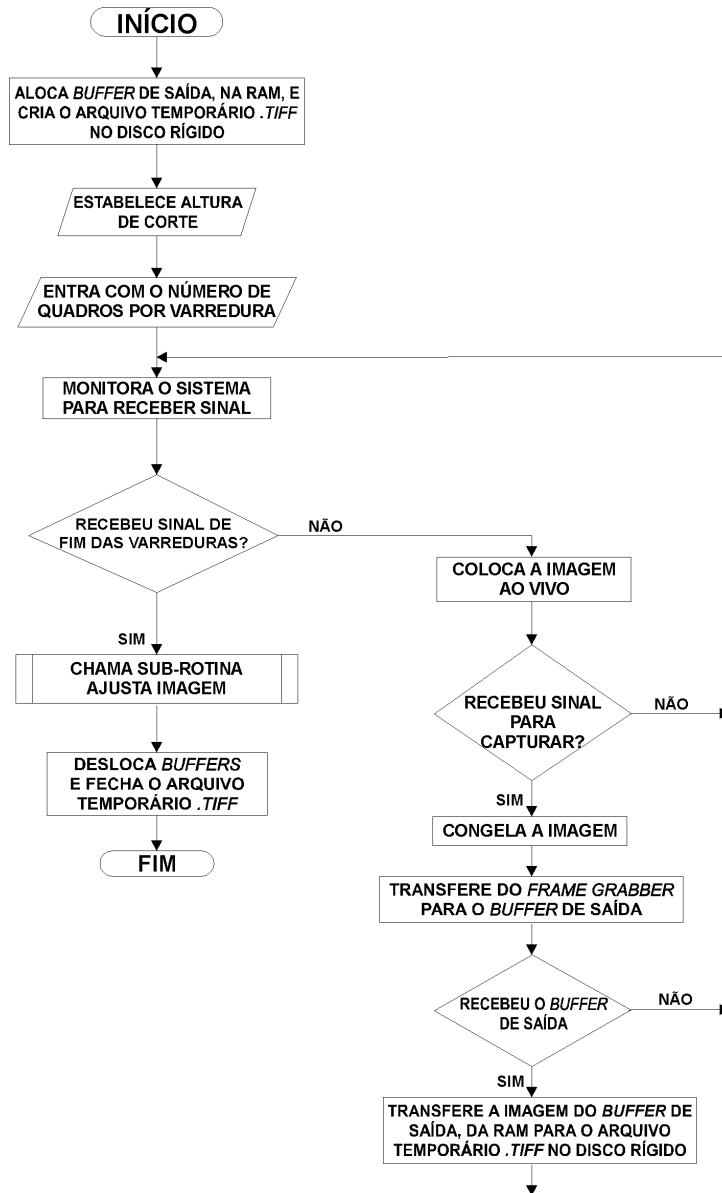 INÍCIO
ALOCA BUFFER DE SAÍDA, NA RAM, E
CRIA O ARQUIVO TEMPORÁRIO .TIFF
NO DISCO RÍGIDO
ESTABELECE ALTURA
DE CORTE
ENTRA COM O NÚMERO DE
QUADROS POR VARREDURA
MONITORA O SISTEMA
PARA RECEBER SINAL
RECEBEU SINAL DE
FIM DAS VARREDURAS?
NÃO
SIM
CHAMA SUB-ROTINA
AJUSTA IMAGEM
DESLOCA BUFFERS
E FECHA O ARQUIVO
TEMPORÁRIO .TIFF
FIM
COLOCA A IMAGEM
AO VIVO
RECEBEU SINAL
PARA
CAPTURAR?
NÃO
SIM
CONGELA A IMAGEM
TRANSFERE DO FRAME GRABBER
PARA O BUFFER DE SAÍDA
RECEBEU O BUFFER
DE SAÍDA
NÃO
SIM
TRANSFERE A IMAGEM DO BUFFER DE
SAÍDA, DA RAM PARA O ARQUIVO
TEMPORÁRIO .TIFF NO DISCO RÍGIDO